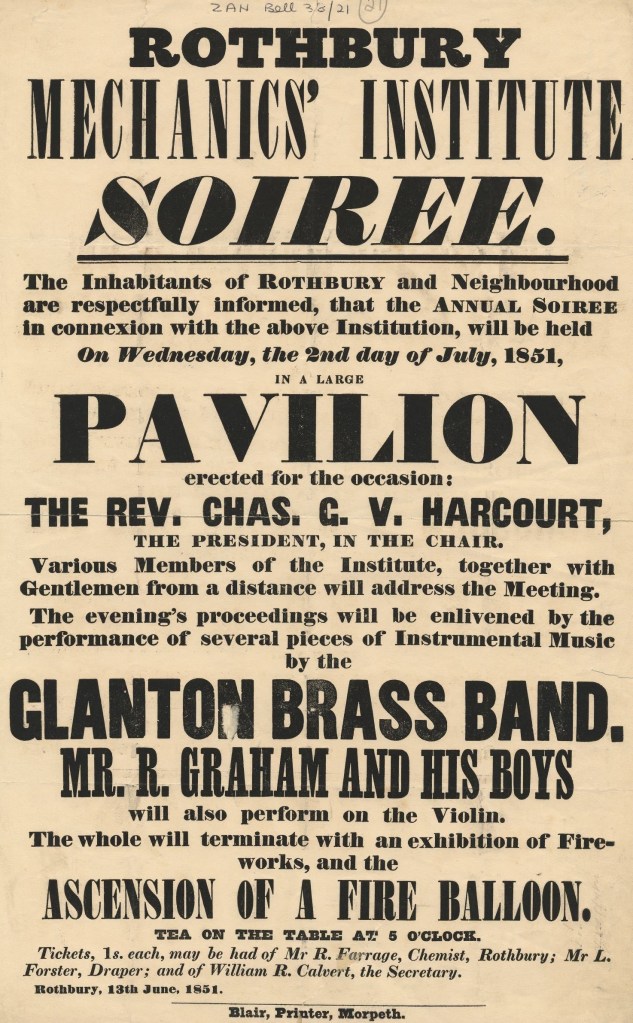 ZAN Bell 38/21 21
ROTHBURY
MECHANICS' INSTITUTE
SOIREE.
The Inhabitants of ROTHBURY and Neighbourhood
are respectfully informed, that the ANNUAL SOIREE
in connexion with the above Institution, will be held
On Wednesday, the 2nd day of July, 1851,
IN A LARGE
PAVILION
erected for the occasion:
THE REV. CHAS. G. V. HARCOURT,
THE PRESIDENT, IN THE CHAIR.
Various Members of the Institute, together with
Gentlemen from a distance will address the Meeting.
The evening's proceedings will be enlivened by the
performance of several pieces of Instrumental Music
by the
GLANTON BRASS BAND.
MR. R. GRAHAM AND HIS BOYS
will also perform on the Violin.
The whole will terminate with an exhibition of Fire-
works, and the
ASCENSION OF A FIRE BALLOON.
TEA ON THE TABLE AT 5 O'CLOCK.
Tickets, 1s. each, may be had of Mr R. Farrage, Chemist, Rothbury; Mr L.
Forster, Draper; and of William R. Calvert, the Secretary.
Rothbury, 13th June, 1851.
Blair, Printer, Morpeth.